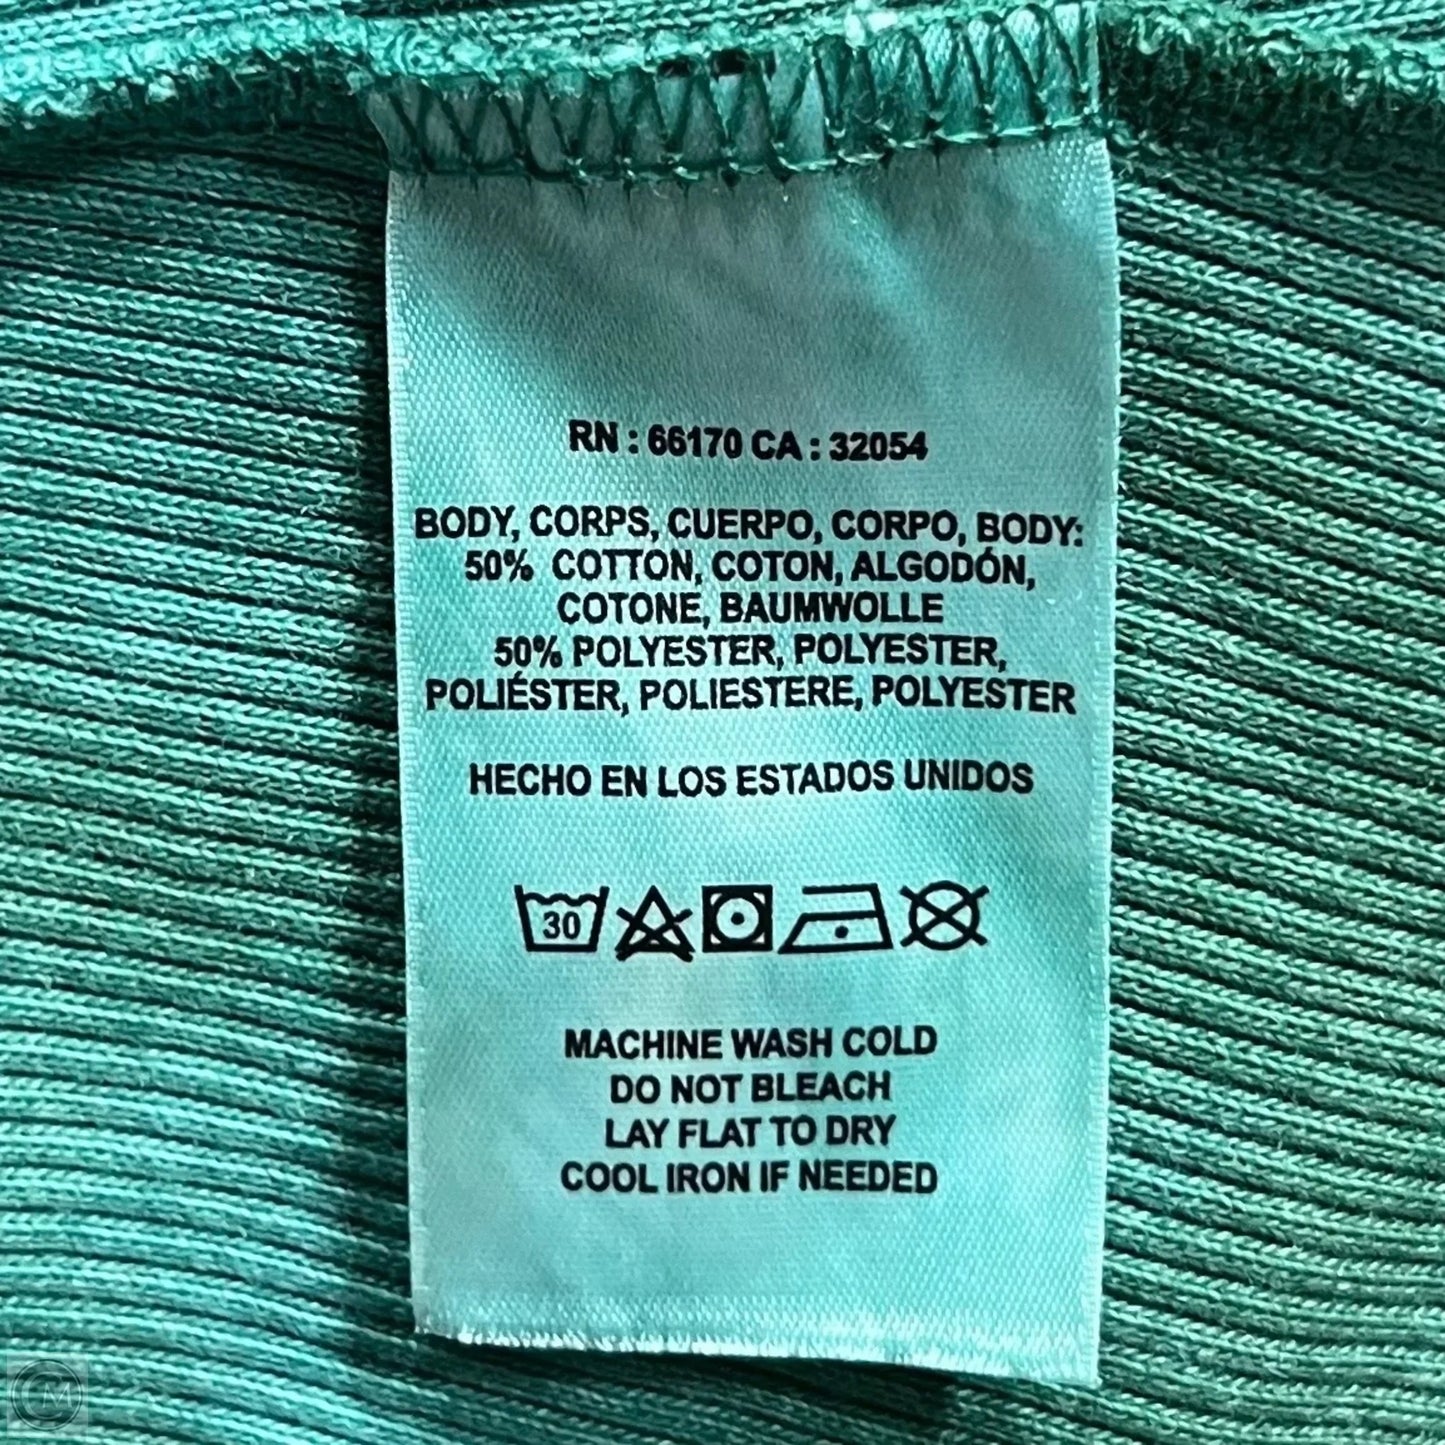 RN : 66170 CA : 32054
BODY, CORPS, CUERPO, CORPO, BODY:
50% COTTON, COTON, ALGODÓN,
COTONE, BAUMWOLLE
50% POLYESTER, POLYESTER,
POLIÉSTER, POLIESTERE, POLYESTER
HECHO EN LOS ESTADOS UNIDOS
30
MACHINE WASH COLD
DO NOT BLEACH
LAY FLAT TO DRY
COOL IRON IF NEEDED
CM